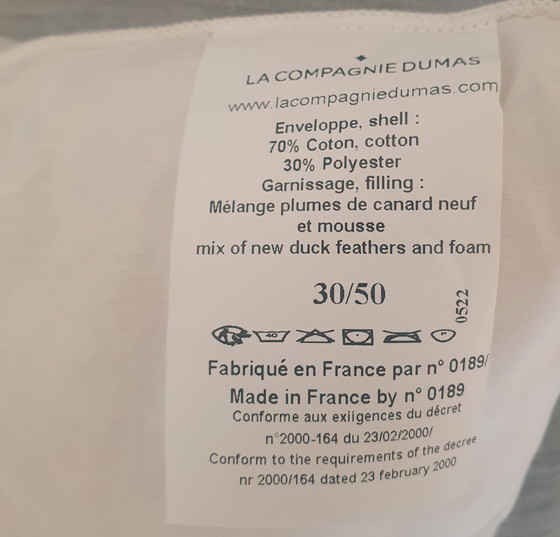 LA COMPAGNIE DUMAS
www.lacompagniedumas.com
Enveloppe, shell :
70% Coton, cotton
30% Polyester
Garnissage, filling :
Mélange plumes de canard neuf
et mousse
mix of new duck feathers and foam
30/50
0522
40
Fabriqué en France par n° 0189/
Made in France by n° 0189
Conforme aux exiigences du décret
n°2000-164 du 23/02/2000/
Conform to the requirements of the decree
nr 2000/164 dated 23 february 2000